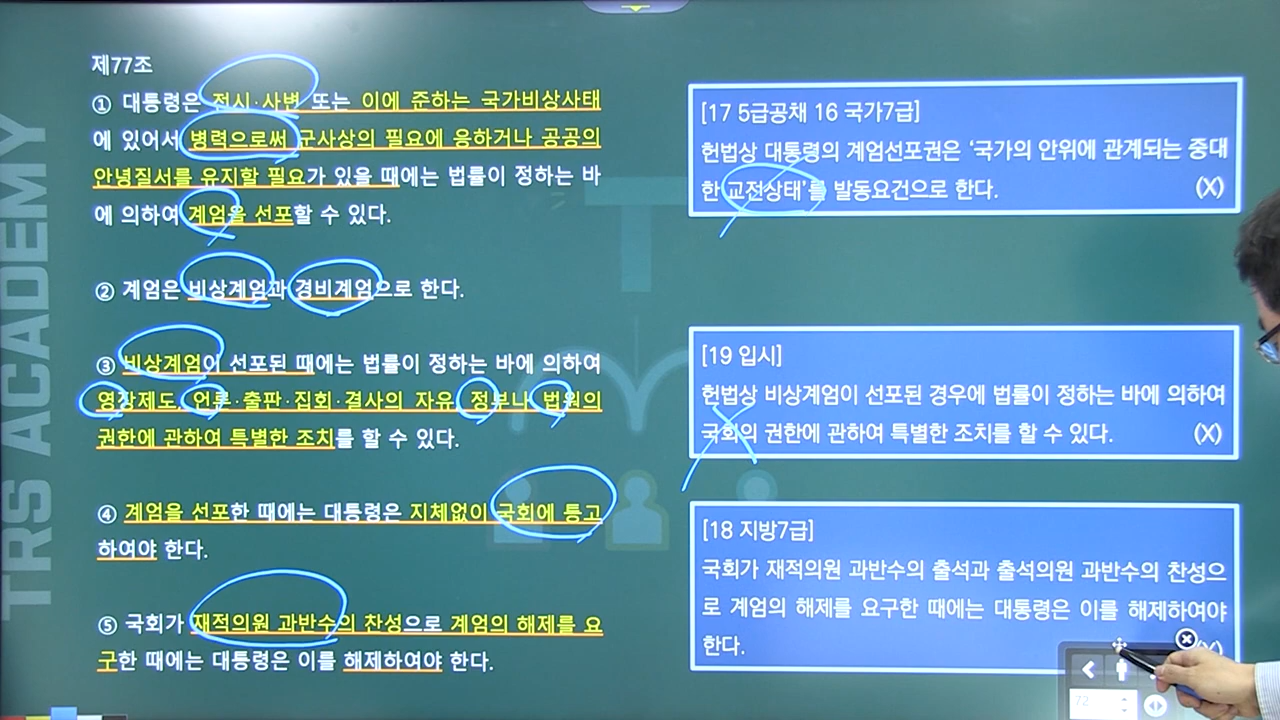 제77조
① 대통령은 전시·사변 또는 이에 준하는 국가비상사태
에 있어서 병력으로써 군사상의 필요에 응하거나 공공의
안녕질서를 유지할 필요가 있을 때에는 법률이 정하는 바
에 의하여 계엄을 선포할 수 있다.
② 계엄은 비상계엄과 경비계엄으로 한다.
③ 비상계엄이 선포된 때에는 법률이 정하는 바에 의하여
영장제도, 언론·출판·집회·결사의 자유, 정부나 법원의
권한에 관하여 특별한 조치를 할 수 있다.
④ 계엄을 선포한 때에는 대통령은 지체없이 국회에 통고
하여야 한다.
⑤ 국회가 재적의원 과반수의 찬성으로 계엄의 해제를 요
구한 때에는 대통령은 이를 해제하여야 한다.
[17 5급공채 16 국가7급]
헌법상 대통령의 계엄선포권은 ‘국가의 안위에 관계되는 중대
한 교전상태’를 발동요건으로 한다. (X)
[19 입시]
헌법상 비상계엄이 선포된 경우에 법률이 정하는 바에 의하여
국회의 권한에 관하여 특별한 조치를 할 수 있다. (X)
[18 지방7급]
국회가 재적의원 과반수의 출석과 출석의원 과반수의 찬성으
로 계엄의 해제를 요구한 때에는 대통령은 이를 해제하여야
한다.
72
TRS ACADEMY